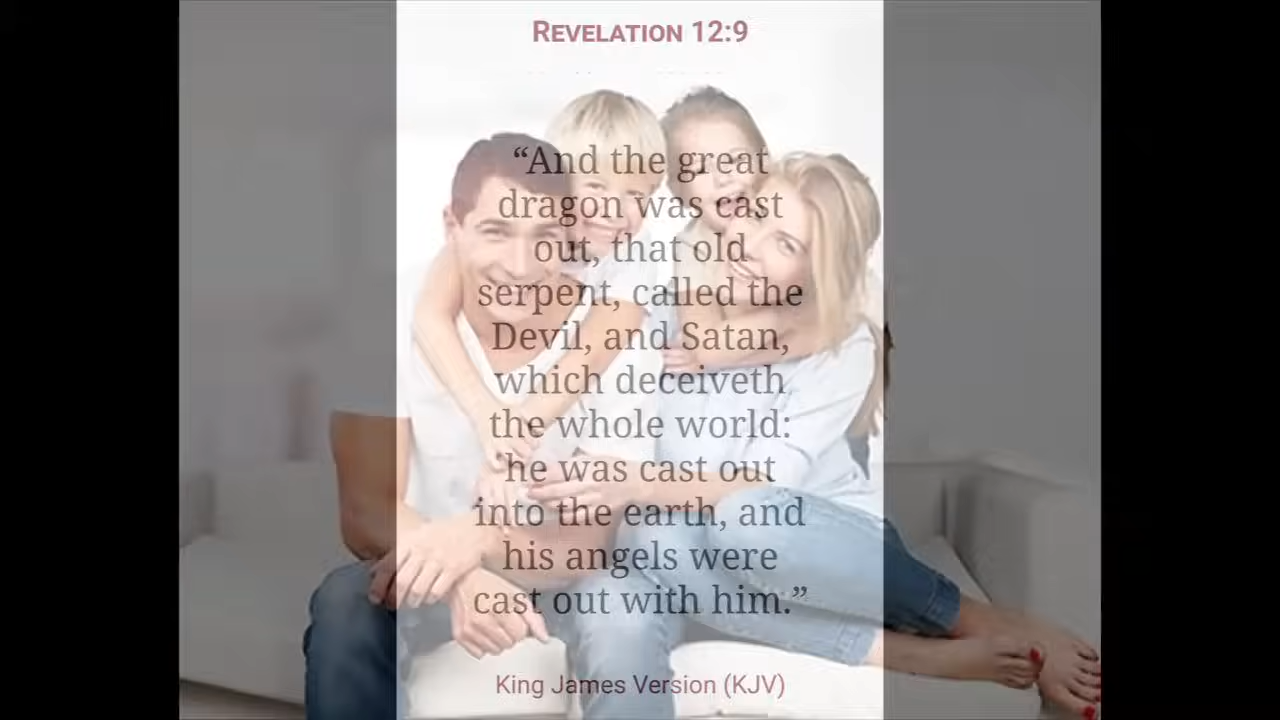 REVELATION 12:9
“And the great
dragon was cast
out, that old
serpent, called the
Devil, and Satan,
which deceiveth
the whole world:
he was cast out
into the earth, and
his angels were
cast out with him.”
King James Version (KJV)